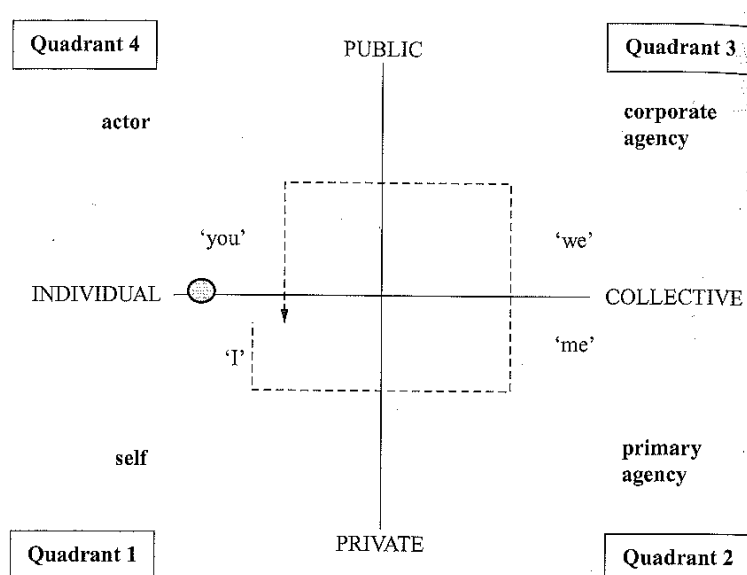 Quadrant 4
PUBLIC
Quadrant 3
actor
corporate
agency
‘you’
‘we’
INDIVIDUAL
COLLECTIVE
‘I’
‘me’
self
primary
agency
PRIVATE
Quadrant 1
Quadrant 2